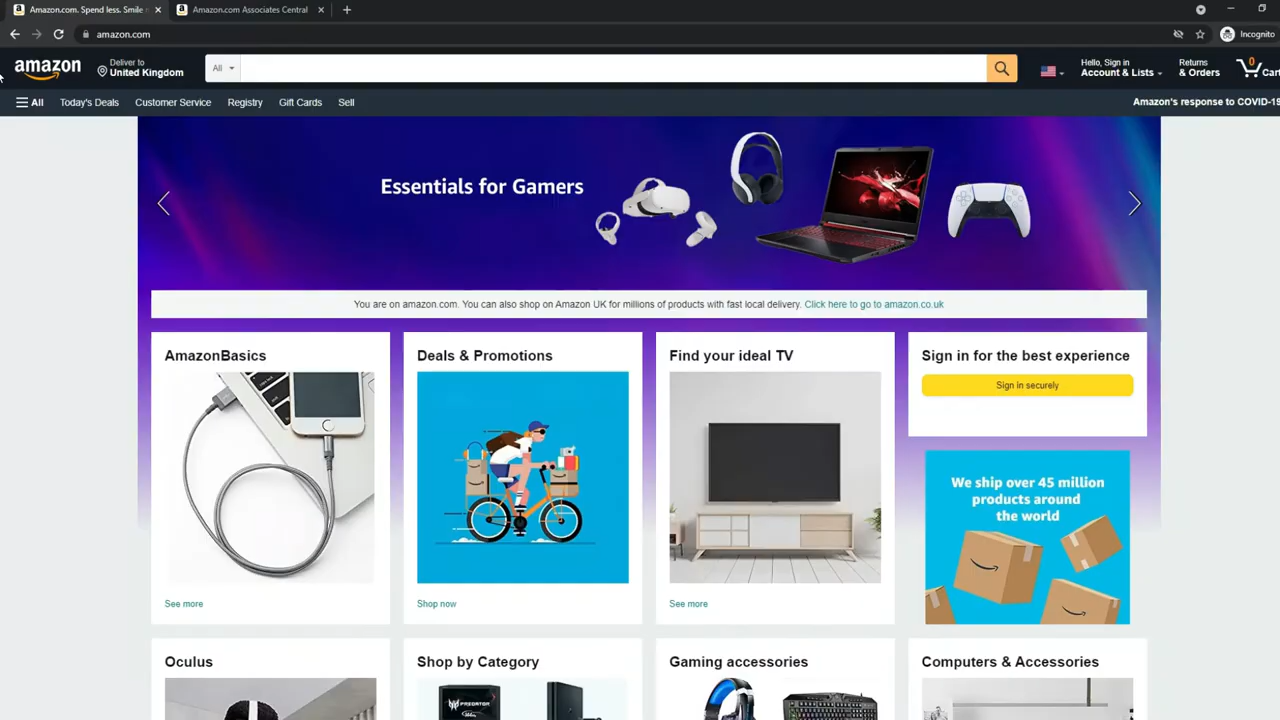 Amazon.com. Spend less. Smile
Amazon.com Associates Central
amazon.com
Incognito
amazon
Deliver to
United Kingdom
All
Hello, Sign in
Account & Lists
Returns
& Orders
0
Cart
All
Today's Deals
Customer Service
Registry
Gift Cards
Sell
Amazon's response to COVID-19
Essentials for Gamers
You are on amazon.com. You can also shop on Amazon UK for millions of products with fast local delivery. Click here to go to amazon.co.uk
AmazonBasics
Deals & Promotions
Find your ideal TV
Sign in for the best experience
Sign in securely
We ship over 45 million
products around
the world
See more
Shop now
See more
Oculus
Shop by Category
Gaming accessories
Computers & Accessories